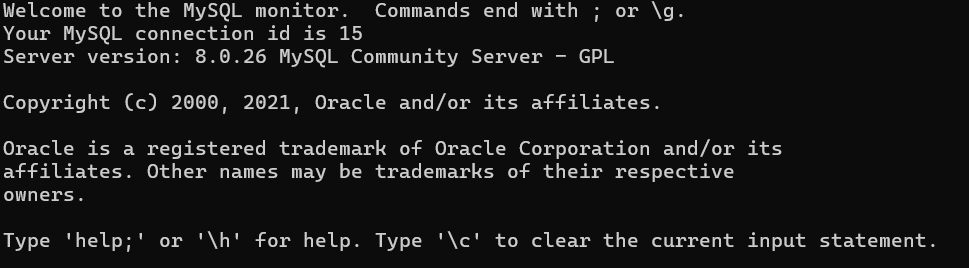 Welcome to the MySQL monitor.  Commands end with ; or \g.
Your MySQL connection id is 15
Server version: 8.0.26 MySQL Community Server - GPL
Copyright (c) 2000, 2021, Oracle and/or its affiliates.
Oracle is a registered trademark of Oracle Corporation and/or its
affiliates. Other names may be trademarks of their respective
owners.
Type 'help;' or '\h' for help. Type '\c' to clear the current input statement.